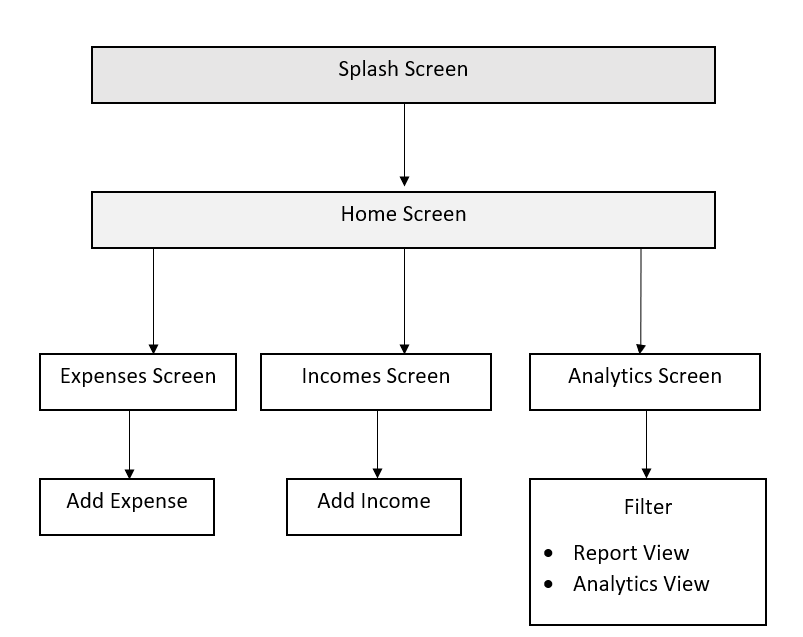 Splash Screen
Home Screen
Expenses Screen
Incomes Screen
Analytics Screen
Add Expense
Add Income
Filter
• Report View
• Analytics View